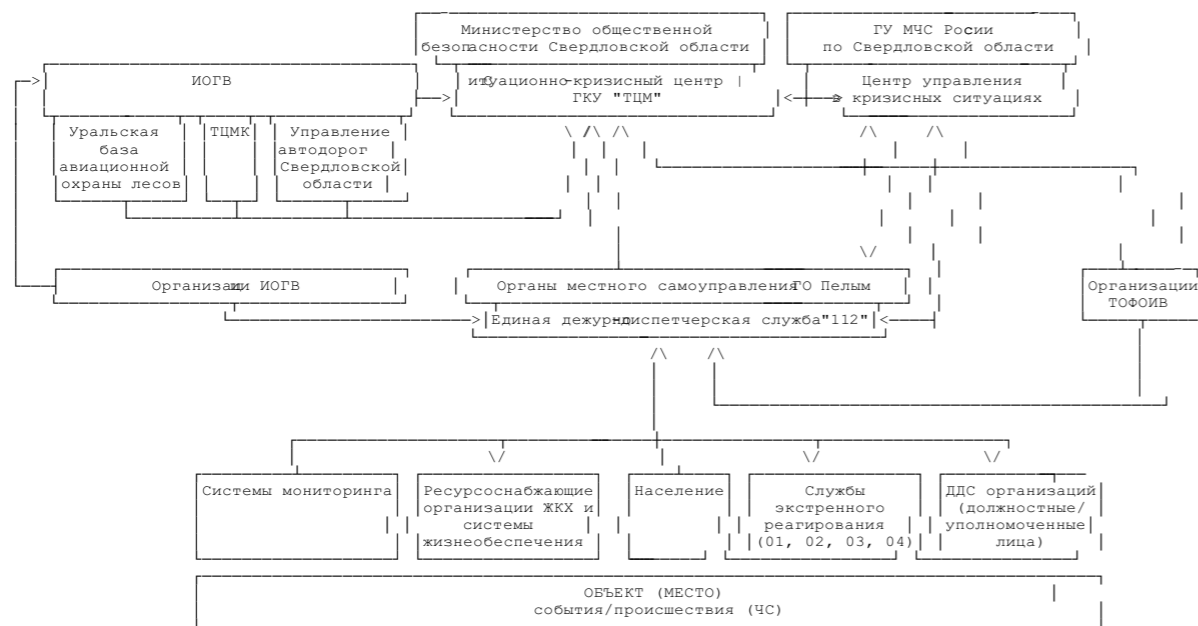 Министерство общественной
безопасности Свердловской области
ГУ МЧС Росии
по Свердловской области
ИОГВ
Ситуационно-кризисный центр
ГКУ "ТЦМ"
Центр управления
в кризисных ситуациях
Уральская
база
авиационной
охраны лесов
ТЦМК
Управление
автодорог
Свердловской
области
Организаци ИОГВ
Органы местного самоуправления ГО Пелым
Единая дежурно-диспетчерская служба"112"
Организации
ТОФОИВ
Системы мониторинга
Ресурсоснабжающие
организации ЖКХ и
системы
жизнеобеспечения
Население
Службы
экстренного
реагирования
(01, 02, 03, 04)
ДДС организаций
(должностные/
уполномоченные
лица)
ОБЪЕКТ (МЕСТО)
события/происшествия (ЧС)